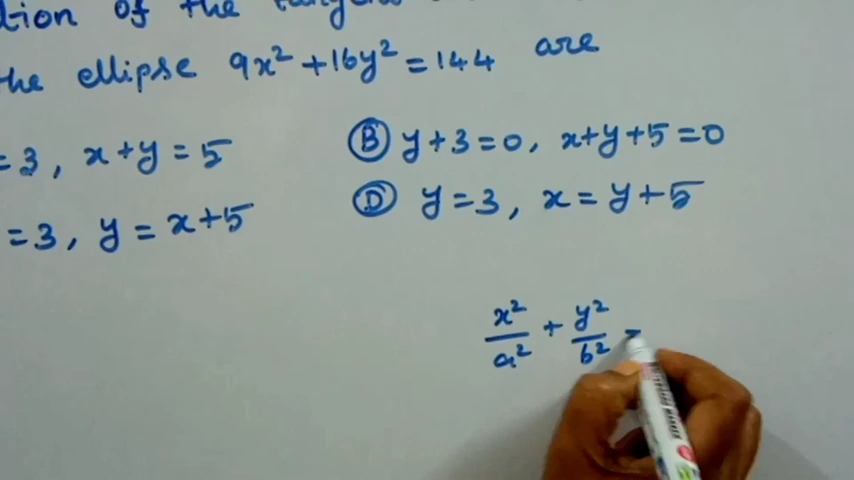 tion of the tangent
the ellipse 9x² + 16y² = 144 are
= 3, x + y = 5 Ⓑ y + 3 = 0, x + y + 5 = 0
= 3, y = x + 5 Ⓓ y = 3, x = y + 5
x²/a² + y²/b² =